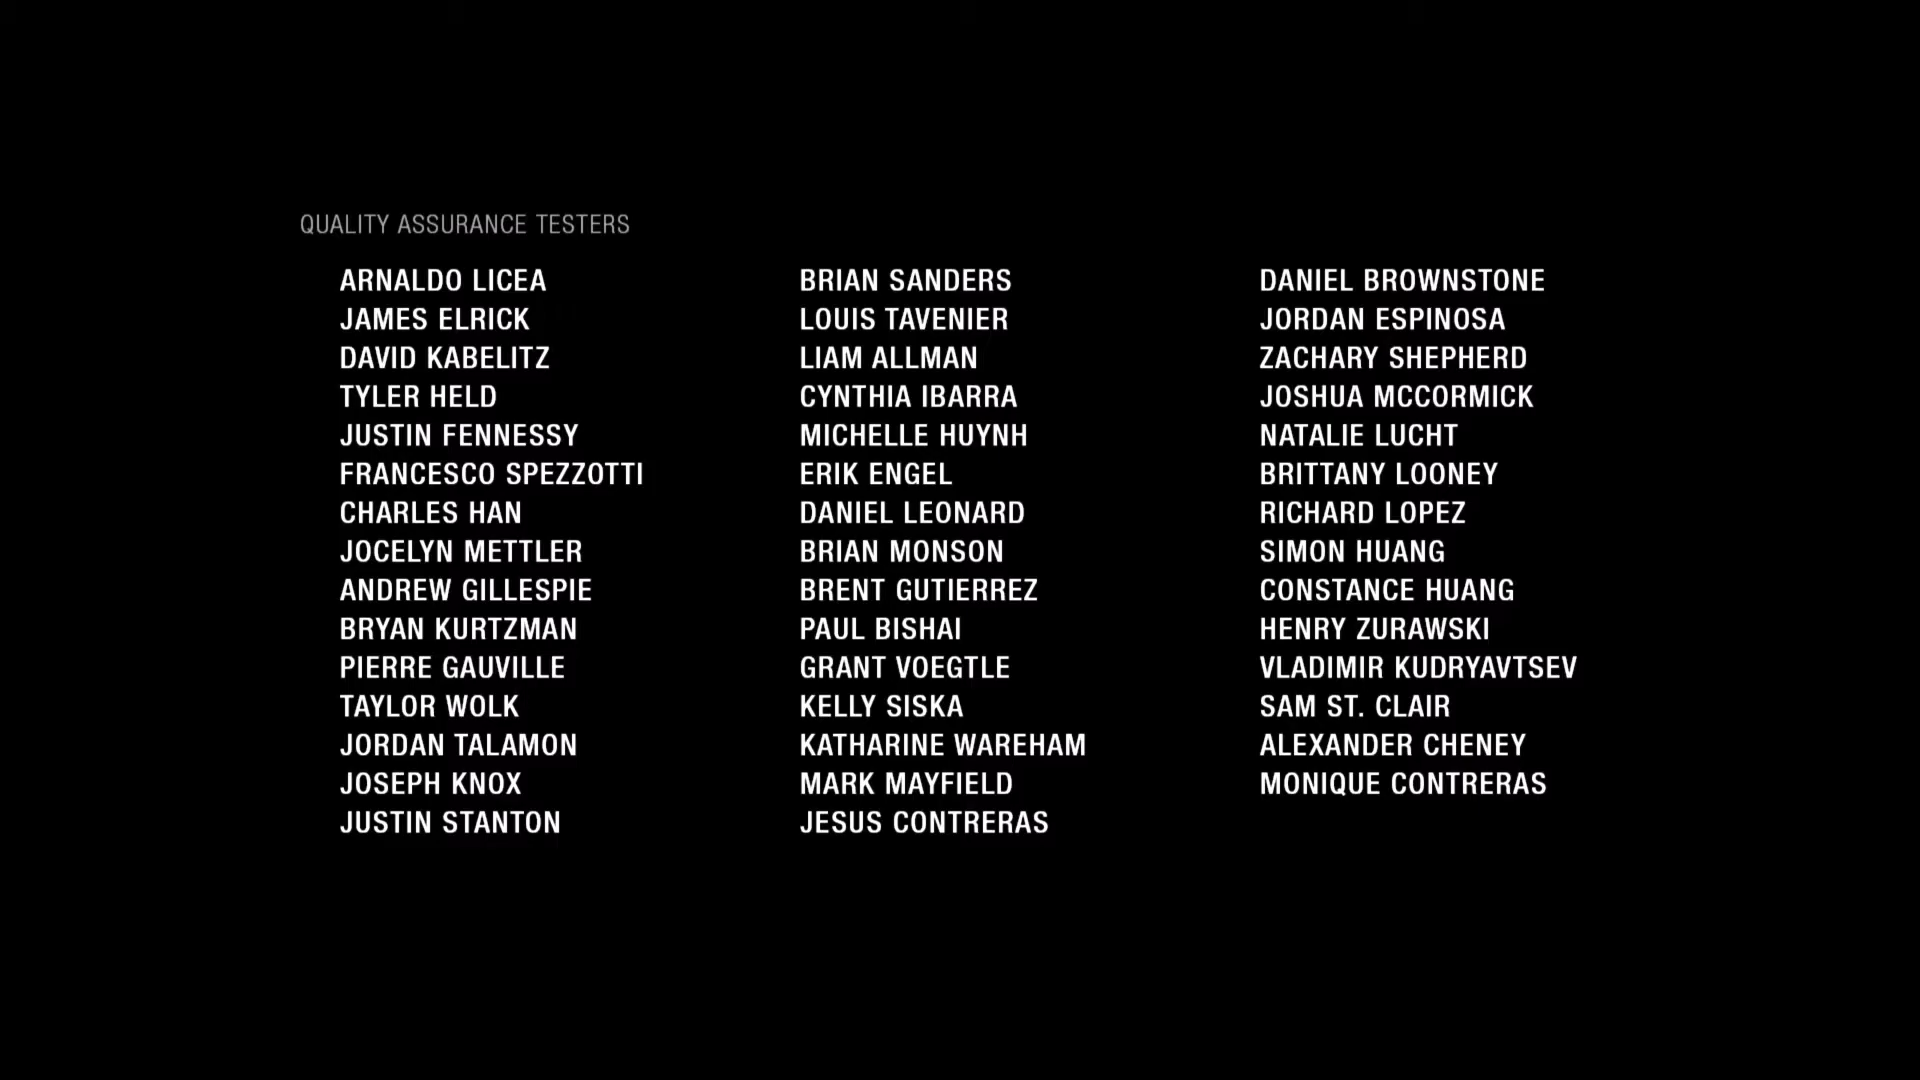 QUALITY ASSURANCE TESTERS
ARNALDO LICEA
JAMES ELRICK
DAVID KABELITZ
TYLER HELD
JUSTIN FENNESSY
FRANCESCO SPEZZOTTI
CHARLES HAN
JOCELYN METTLER
ANDREW GILLESPIE
BRYAN KURTZMAN
PIERRE GAUVILLE
TAYLOR WOLK
JORDAN TALAMON
JOSEPH KNOX
JUSTIN STANTON
BRIAN SANDERS
LOUIS TAVENIER
LIAM ALLMAN
CYNTHIA IBARRA
MICHELLE HUYNH
ERIK ENGEL
DANIEL LEONARD
BRIAN MONSON
BRENT GUTIERREZ
PAUL BISHAI
GRANT VOEGTLE
KELLY SISKA
KATHARINE WAREHAM
MARK MAYFIELD
JESUS CONTRERAS
DANIEL BROWNSTONE
JORDAN ESPINOSA
ZACHARY SHEPHERD
JOSHUA MCCORMICK
NATALIE LUCHT
BRITTANY LOONEY
RICHARD LOPEZ
SIMON HUANG
CONSTANCE HUANG
HENRY ZURAWSKI
VLADIMIR KUDRYAVTSEV
SAM ST. CLAIR
ALEXANDER CHENEY
MONIQUE CONTRERAS